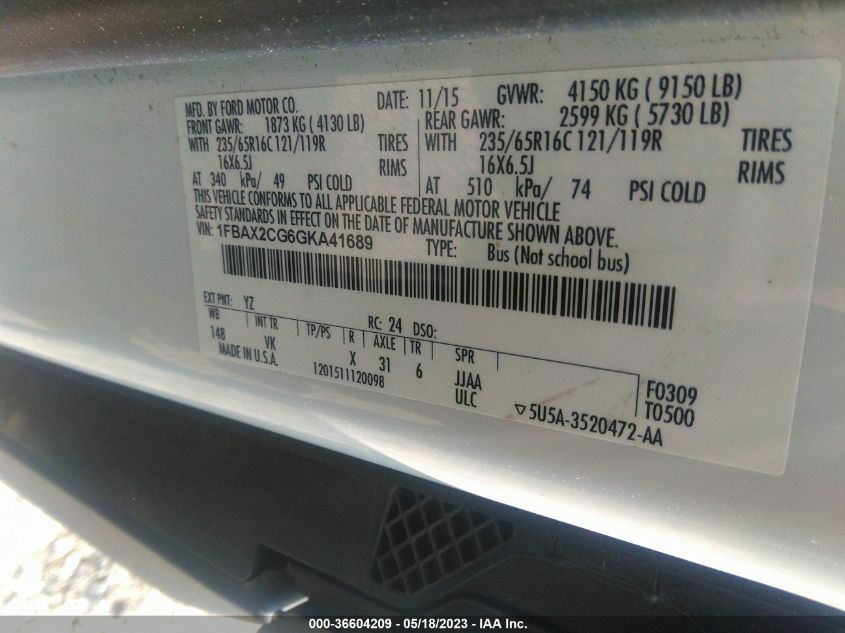 MFD. BY FORD MOTOR CO. DATE: 11/15 GVWR: 4150 KG ( 9150 LB)
FRONT GAWR: 1873 KG ( 4130 LB) REAR GAWR: 2599 KG ( 5730 LB)
WITH 235/65R16C 121/119R TIRES WITH 235/65R16C 121/119R TIRES
16X6.5J RIMS 16X6.5J RIMS
AT 340 kPa/ 49 PSI COLD AT 510 kPa/ 74 PSI COLD
THIS VEHICLE CONFORMS TO ALL APPLICABLE FEDERAL MOTOR VEHICLE
SAFETY STANDARDS IN EFFECT ON THE DATE OF MANUFACTURE SHOWN ABOVE.
VIN: 1FBAX2CG6GKA41689 TYPE: Bus (Not school bus)
EXT PNT: YZ RC: 24 DSO:
WB INT TR TP/PS R AXLE TR SPR
148 VK X 31 6 JJAA F0309
MADE IN U.S.A. 1201511120098 ULC T0500
▽5U5A-3520472-AA
000-36604209 - 05/18/2023 - IAA Inc.